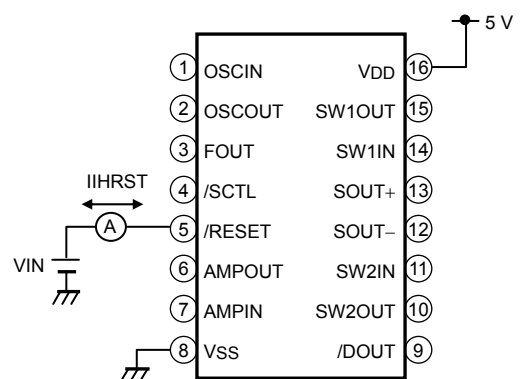 5 V
1 OSCIN VDD 16
2 OSCOUT SW1OUT 15
3 FOUT SW1IN 14
IIHRST
4 /SCTL SOUT+ 13
A
5 /RESET SOUT− 12
VIN
6 AMPOUT SW2IN 11
7 AMPIN SW2OUT 10
8 VSS /DOUT 9